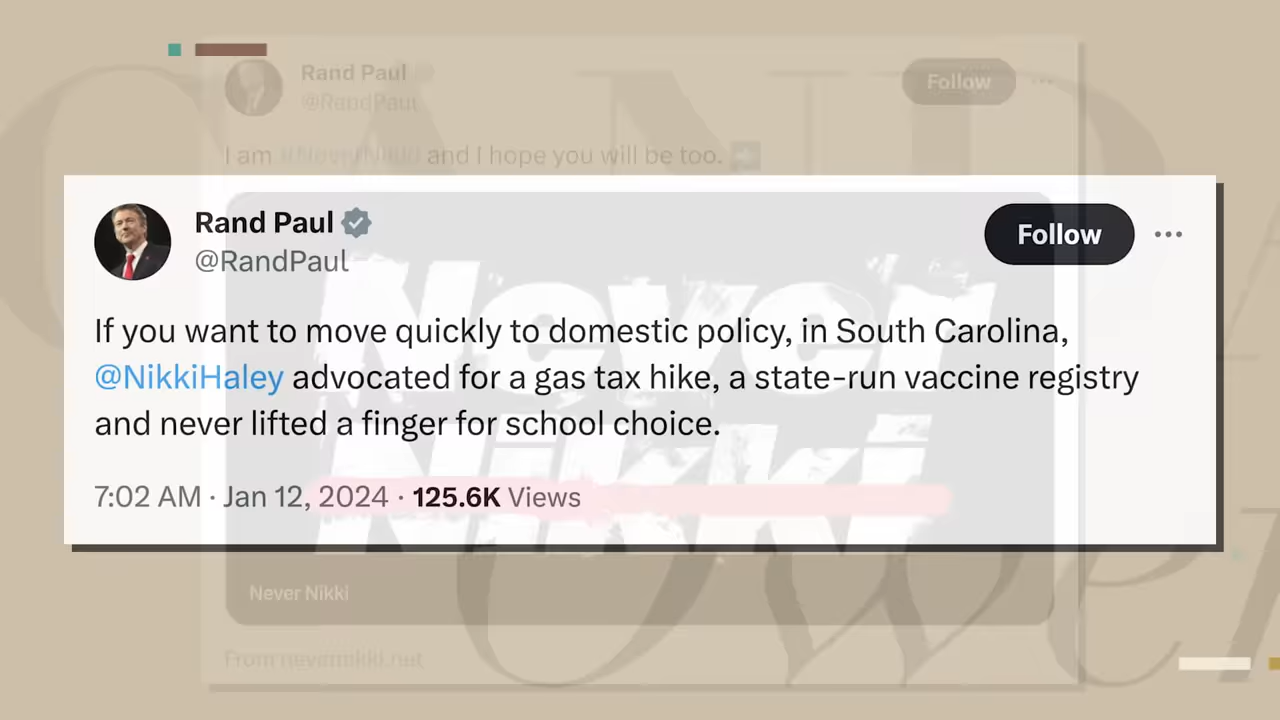 Rand Paul
@RandPaul
Follow
I am #NeverNikki and I hope you will be too.
Rand Paul
@RandPaul
Follow
If you want to move quickly to domestic policy, in South Carolina,
@NikkiHaley advocated for a gas tax hike, a state-run vaccine registry
and never lifted a finger for school choice.
7:02 AM · Jan 12, 2024 · 125.6K Views
Never
Nikki
Never Nikki
From nevernikki.net